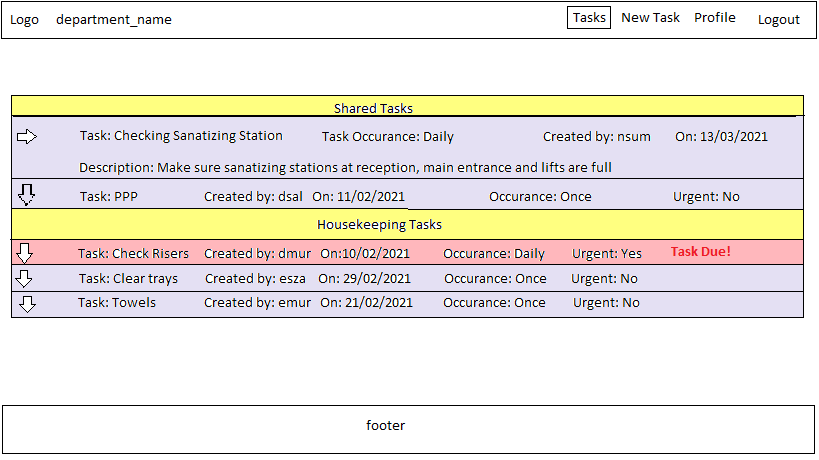 Logo department_name Tasks New Task Profile Logout
Shared Tasks
Task: Checking Sanatizing Station Task Occurance: Daily Created by: nsum On: 13/03/2021
Description: Make sure sanatizing stations at reception, main entrance and lifts are full
Task: PPP Created by: dsal On: 11/02/2021 Occurance: Once Urgent: No
Housekeeping Tasks
Task: Check Risers Created by: dmur On:10/02/2021 Occurance: Daily Urgent: Yes Task Due!
Task: Clear trays Created by: esza On: 29/02/2021 Occurance: Once Urgent: No
Task: Towels Created by: emur On: 21/02/2021 Occurance: Once Urgent: No
footer